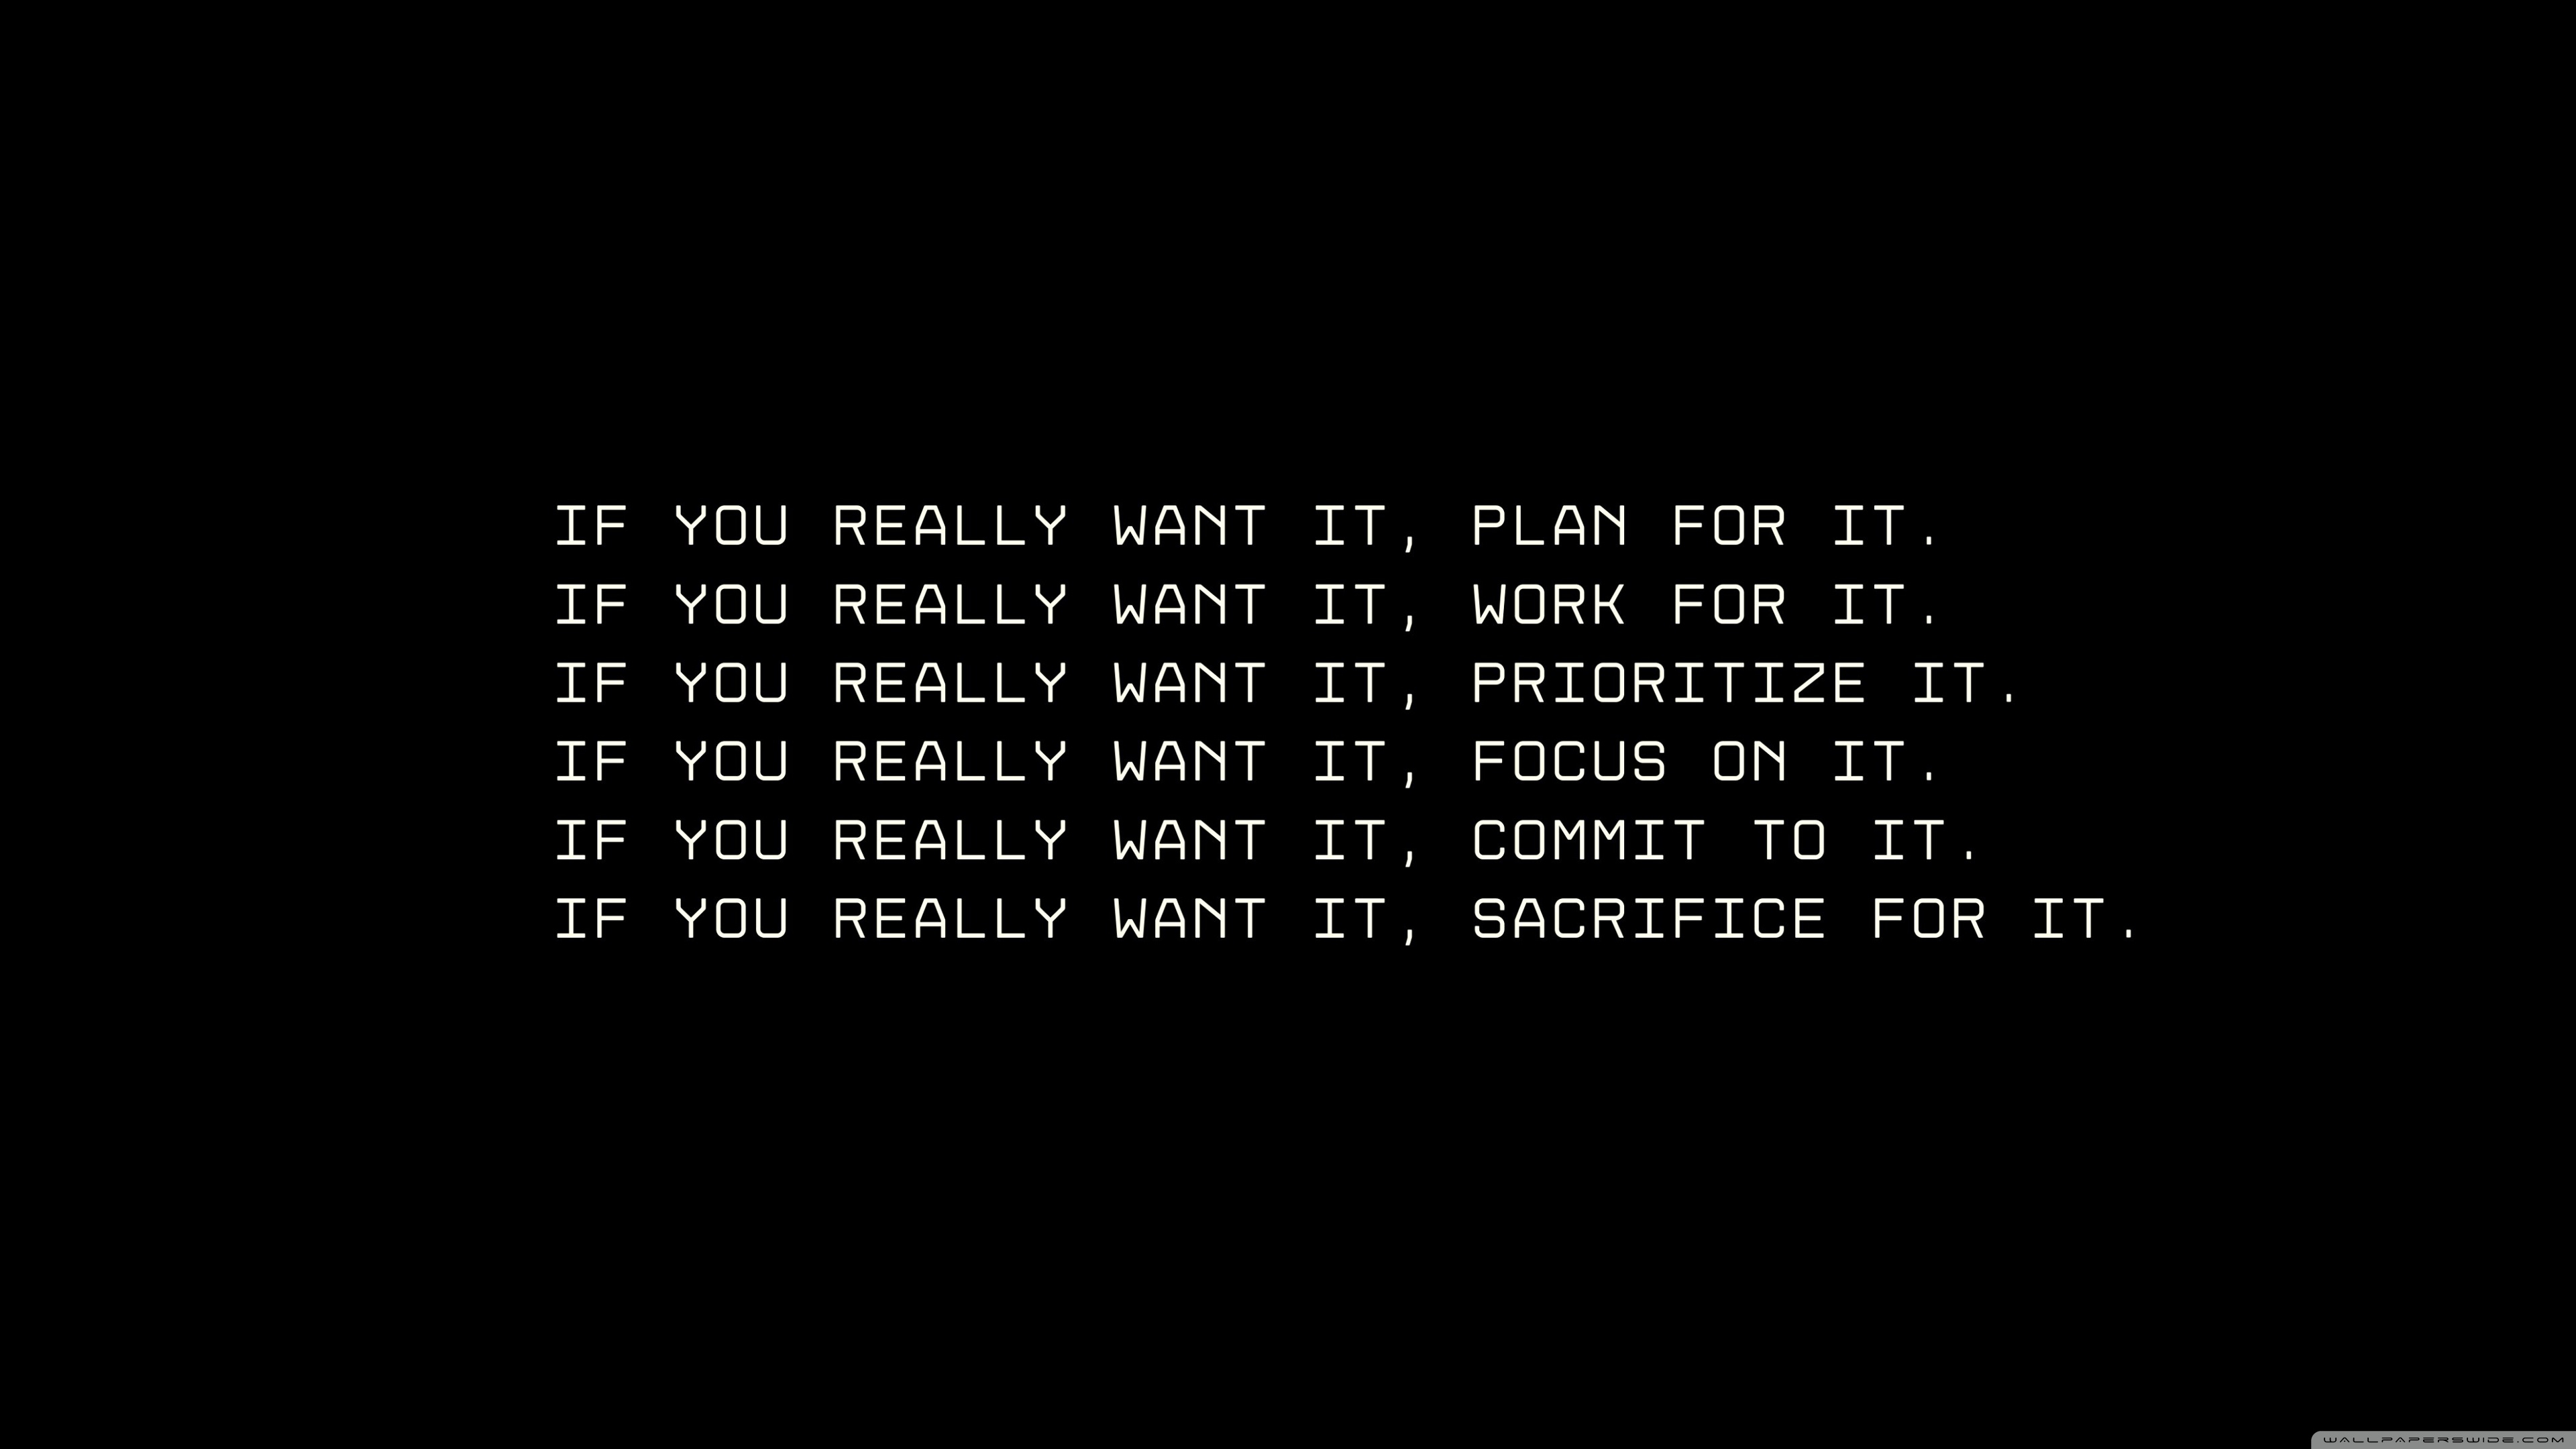 IF YOU REALLY WANT IT, PLAN FOR IT.
IF YOU REALLY WANT IT, WORK FOR IT.
IF YOU REALLY WANT IT, PRIORITIZE IT.
IF YOU REALLY WANT IT, FOCUS ON IT.
IF YOU REALLY WANT IT, COMMIT TO IT.
IF YOU REALLY WANT IT, SACRIFICE FOR IT.
WALLPAPERSWIDE.COM